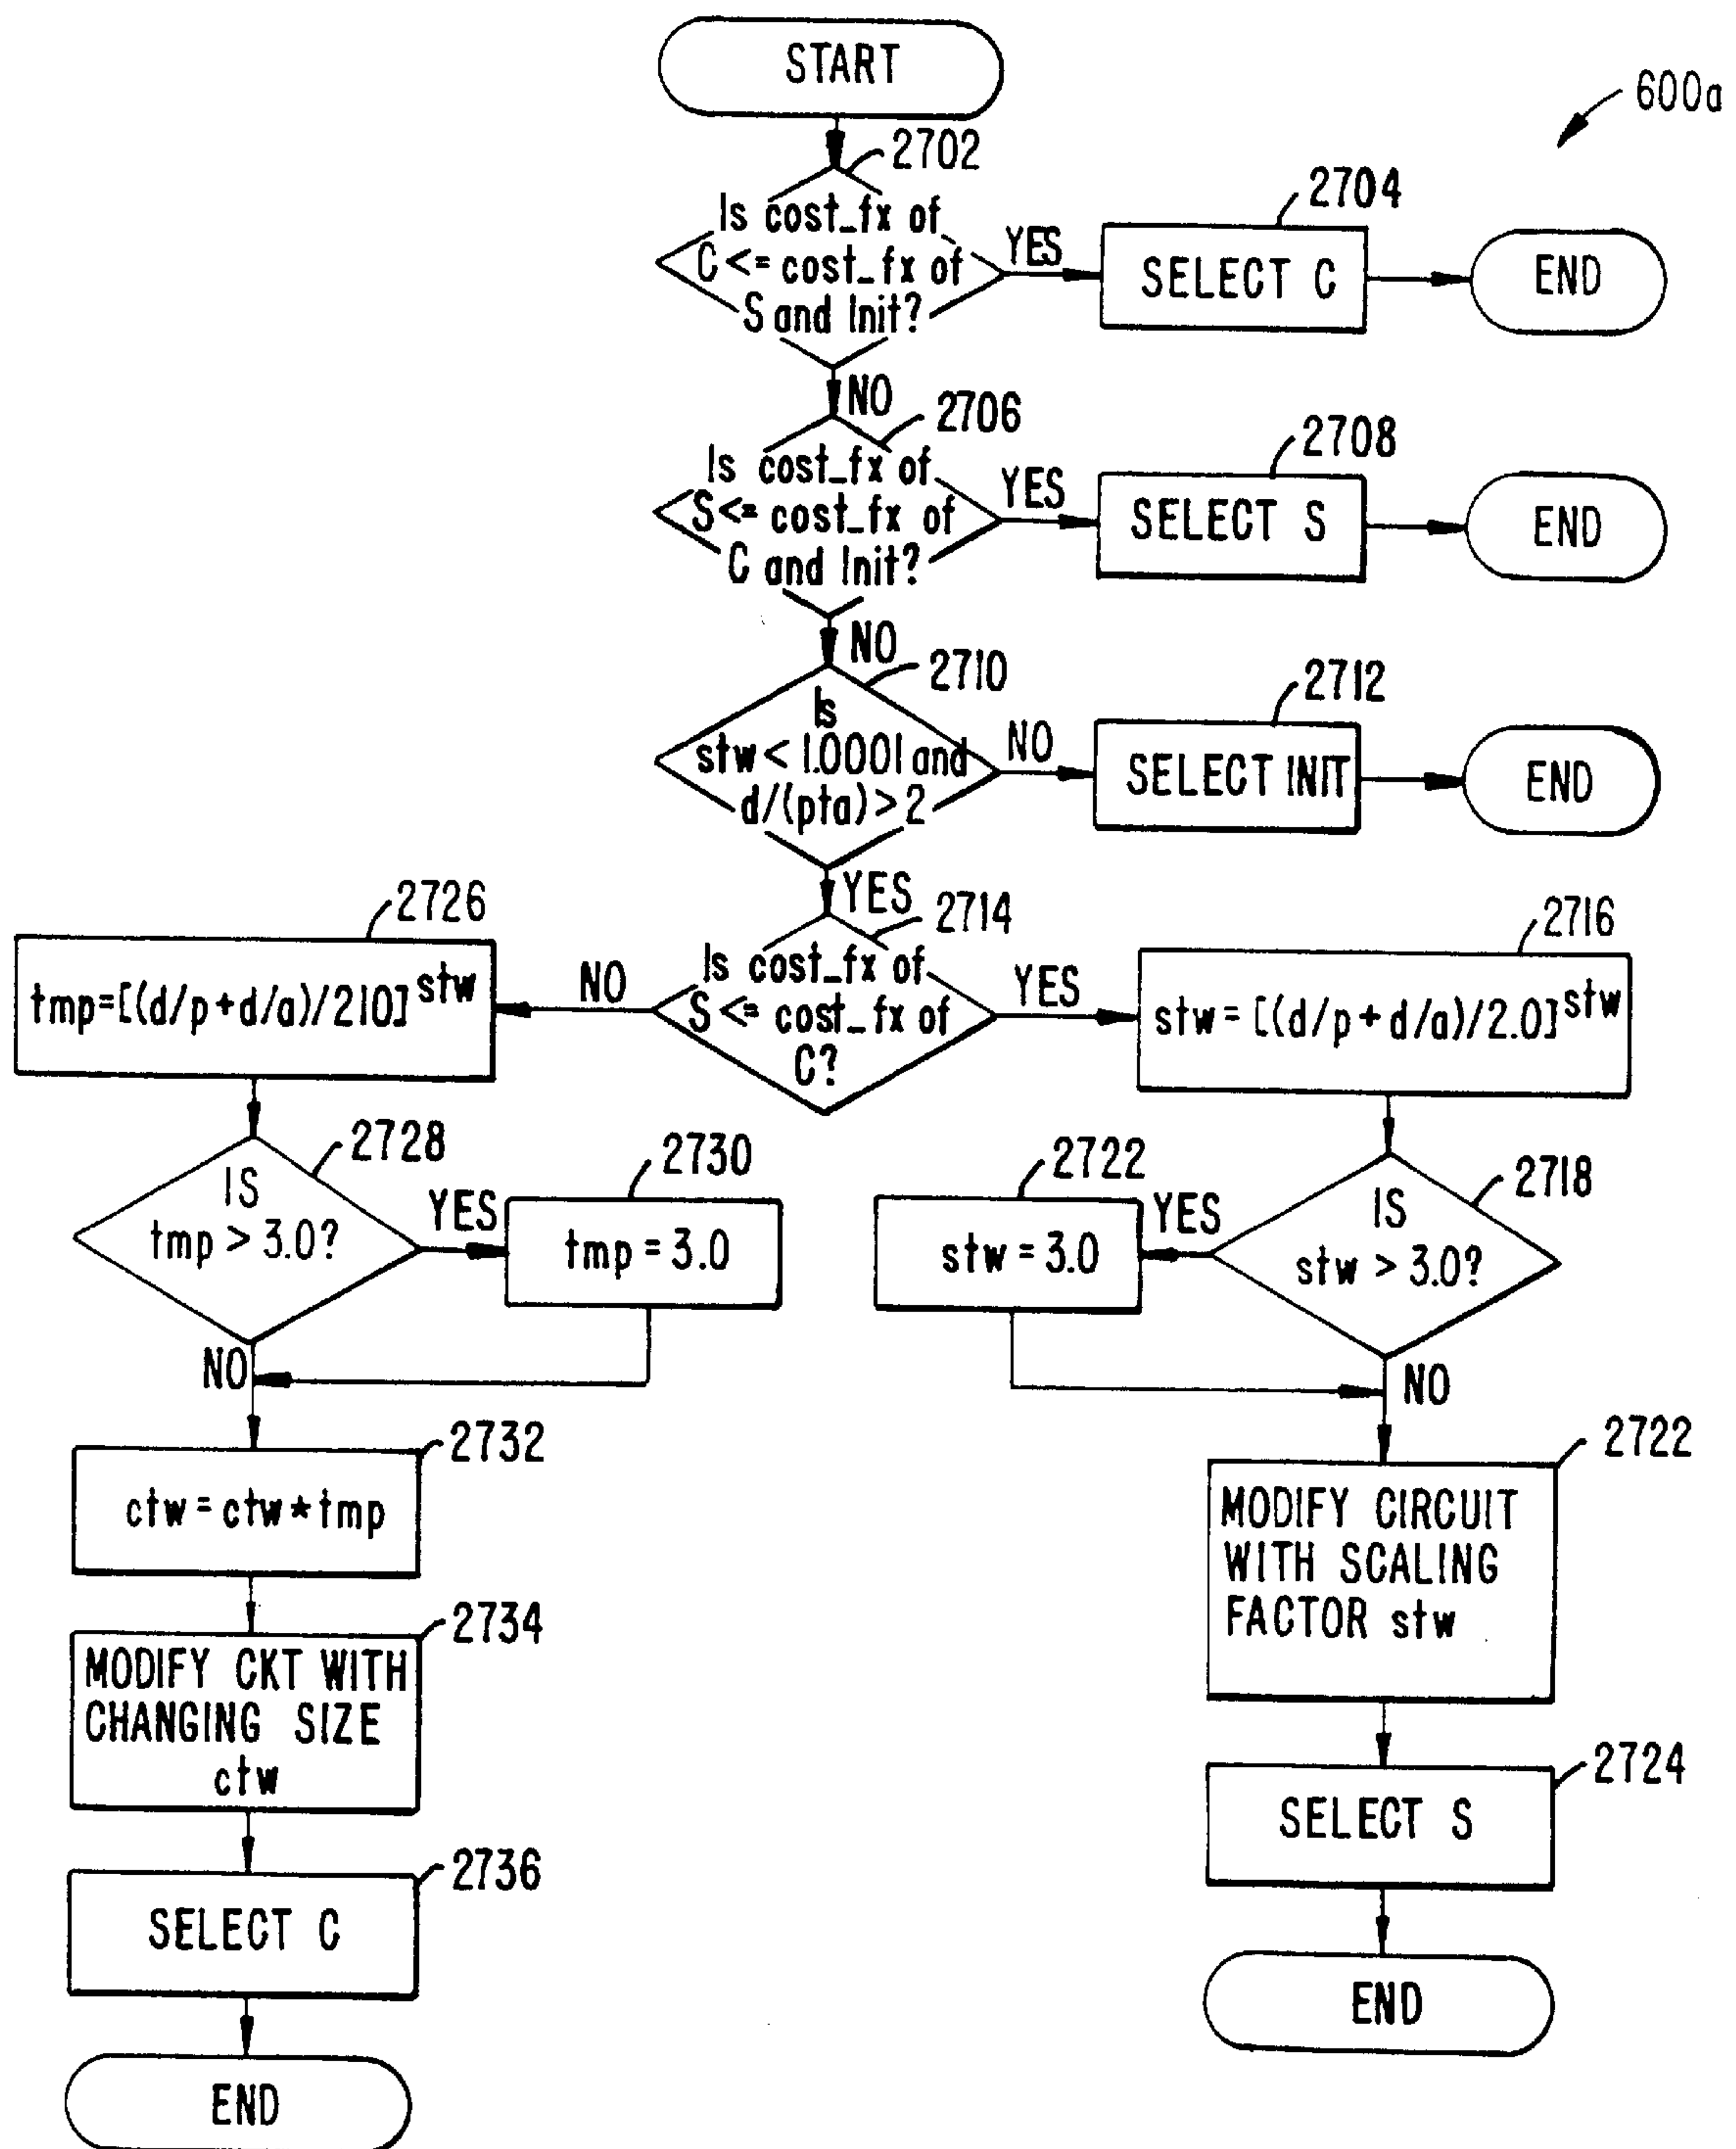 START
600a
2702
Is cost_fx of
C <= cost_fx of
S and Init?
YES
2704
SELECT C
END
NO
2706
Is cost_fx of
S <= cost_fx of
C and Init?
YES
2708
SELECT S
END
NO
2710
Is
stw < 1.0001 and
d/(pta) > 2
NO
2712
SELECT INIT
END
YES
2714
Is cost_fx of
S <= cost_fx of
C?
NO
2726
tmp=[(d/p+d/a)/210]stw
YES
2716
stw = [(d/p+d/a)/2.0]stw
2728
IS
tmp > 3.0?
YES
2730
tmp = 3.0
NO
2732
ctw = ctw * tmp
2734
MODIFY CKT WITH
CHANGING SIZE
ctw
2736
SELECT C
END
2718
IS
stw > 3.0?
YES
2722
stw = 3.0
NO
2722
MODIFY CIRCUIT
WITH SCALING
FACTOR stw
2724
SELECT S
END